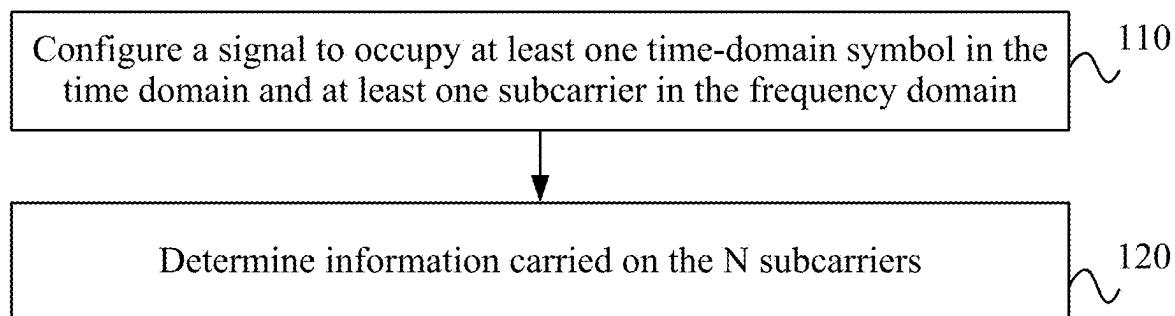 Configure a signal to occupy at least one time-domain symbol in the
time domain and at least one subcarrier in the frequency domain
110
Determine information carried on the N subcarriers
120